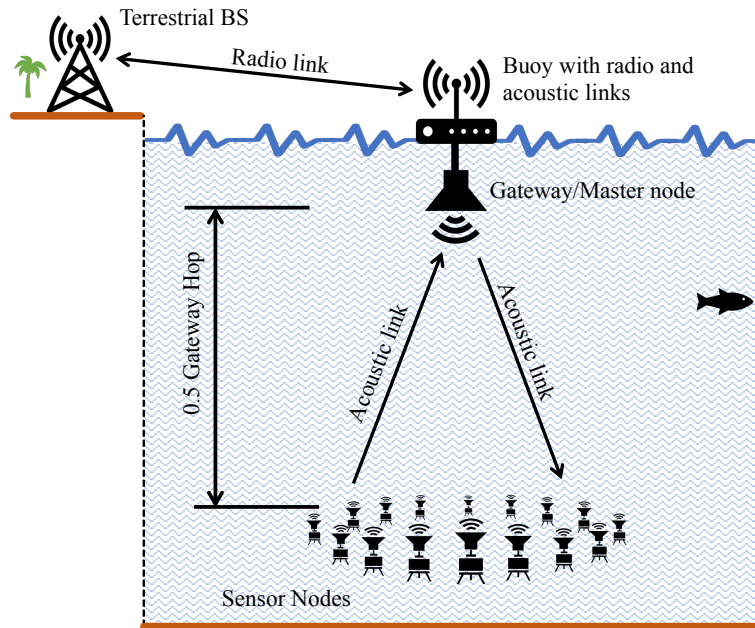 Terrestrial BS
Radio link
Buoy with radio and
acoustic links
Gateway/Master node
0.5 Gateway Hop
Acoustic link
Acoustic link
Sensor Nodes